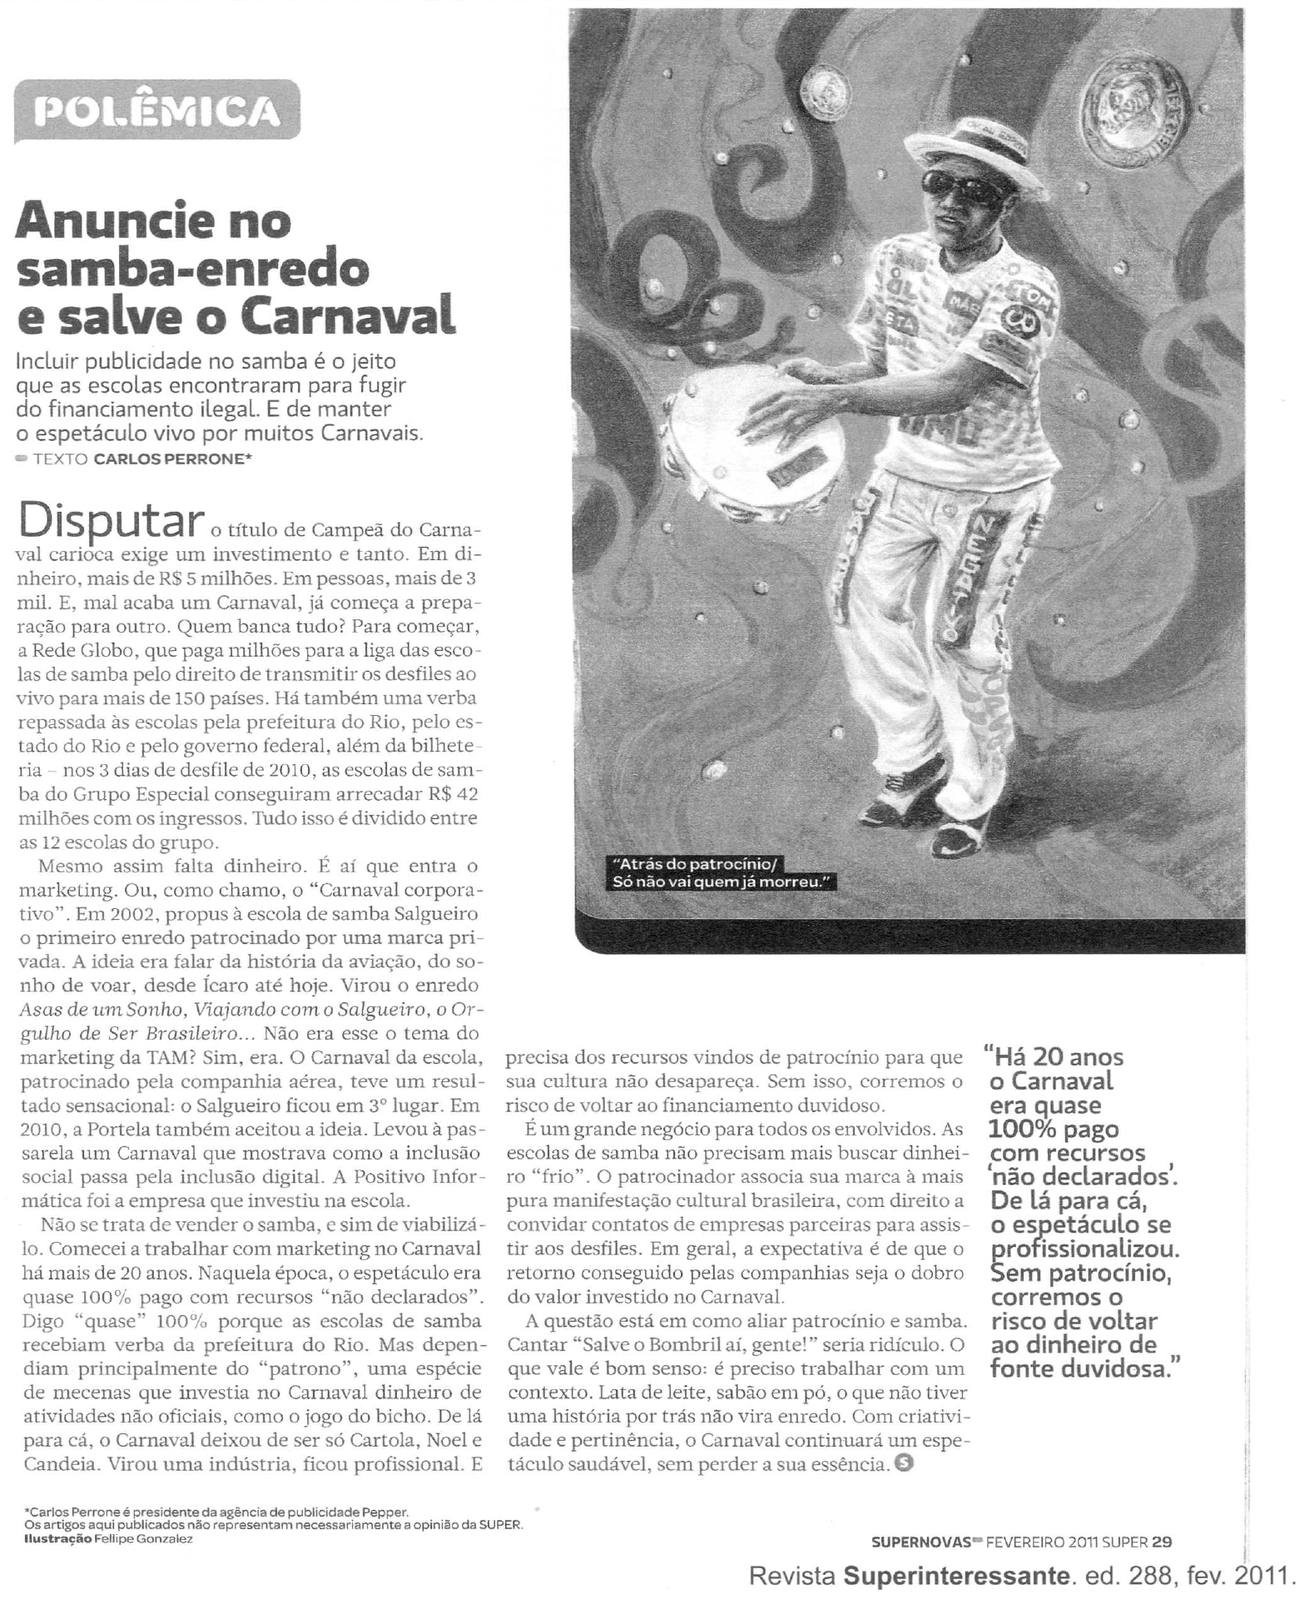 POLÊMICA
Anuncie no
samba-enredo
e salve o Carnaval
Incluir publicidade no samba é o jeito
que as escolas encontraram para fugir
do financiamento ilegal. E de manter
o espetáculo vivo por muitos Carnavais.
TEXTO CARLOS PERRONE*
Disputar o título de Campeã do Carna-
val carioca exige um investimento e tanto. Em di-
nheiro, mais de R$ 5 milhões. Em pessoas, mais de 3
mil. E, mal acaba um Carnaval, já começa a prepa-
ração para outro. Quem banca tudo? Para começar,
a Rede Globo, que paga milhões para a liga das esco-
las de samba pelo direito de transmitir os desfiles ao
vivo para mais de 150 países. Há também uma verba
repassada às escolas pela prefeitura do Rio, pelo es-
tado do Rio e pelo governo federal, além da bilhete-
ria – nos 3 dias de desfile de 2010, as escolas de sam-
ba do Grupo Especial conseguiram arrecadar R$ 42
milhões com os ingressos. Tudo isso é dividido entre
as 12 escolas do grupo.
Mesmo assim falta dinheiro. É aí que entra o
marketing. Ou, como chamo, o “Carnaval corpora-
tivo”. Em 2002, propus à escola de samba Salgueiro
o primeiro enredo patrocinado por uma marca pri-
vada. A ideia era falar da história da aviação, do so-
nho de voar, desde Ícaro até hoje. Virou o enredo
Asas de um Sonho, Viajando com o Salgueiro, o Or-
gulho de Ser Brasileiro... Não era esse o tema do
marketing da TAM? Sim, era. O Carnaval da escola,
patrocinado pela companhia aérea, teve um resul-
tado sensacional: o Salgueiro ficou em 3º lugar. Em
2010, a Portela também aceitou a ideia. Levou à pas-
sarela um Carnaval que mostrava como a inclusão
social passa pela inclusão digital. A Positivo Infor-
mática foi a empresa que investiu na escola.
Não se trata de vender o samba, e sim de viabilizá-
lo. Comecei a trabalhar com marketing no Carnaval
há mais de 20 anos. Naquela época, o espetáculo era
quase 100% pago com recursos “não declarados”.
Digo “quase” 100% porque as escolas de samba
recebiam verba da prefeitura do Rio. Mas depen-
diam principalmente do “patrono”, uma espécie
de mecenas que investia no Carnaval dinheiro de
atividades não oficiais, como o jogo do bicho. De lá
para cá, o Carnaval deixou de ser só Cartola, Noel e
Candeia. Virou uma indústria, ficou profissional. E
“Atrás do patrocínio/
Só não vai quem já morreu.”
precisa dos recursos vindos de patrocínio para que
sua cultura não desapareça. Sem isso, corremos o
risco de voltar ao financiamento duvidoso.
É um grande negócio para todos os envolvidos. As
escolas de samba não precisam mais buscar dinhei-
ro “frio”. O patrocinador associa sua marca à mais
pura manifestação cultural brasileira, com direito a
convidar contatos de empresas parceiras para assis-
tir aos desfiles. Em geral, a expectativa é de que o
retorno conseguido pelas companhias seja o dobro
do valor investido no Carnaval.
A questão está em como aliar patrocínio e samba.
Cantar “Salve o Bombril aí, gente!” seria ridículo. O
que vale é bom senso: é preciso trabalhar com um
contexto. Lata de leite, sabão em pó, o que não tiver
uma história por trás não vira enredo. Com criativi-
dade e pertinência, o Carnaval continuará um espe-
táculo saudável, sem perder a sua essência. S
“Há 20 anos
o Carnaval
era quase
100% pago
com recursos
‘não declarados’.
De lá para cá,
o espetáculo se
profissionalizou.
Sem patrocínio,
corremos o
risco de voltar
ao dinheiro de
fonte duvidosa.”
*Carlos Perrone é presidente da agência de publicidade Pepper.
Os artigos aqui publicados não representam necessariamente a opinião da SUPER.
Ilustração Fellipe Gonzalez
SUPERNOVAS FEVEREIRO 2011 SUPER 29
Revista Superinteressante. ed. 288, fev. 2011.